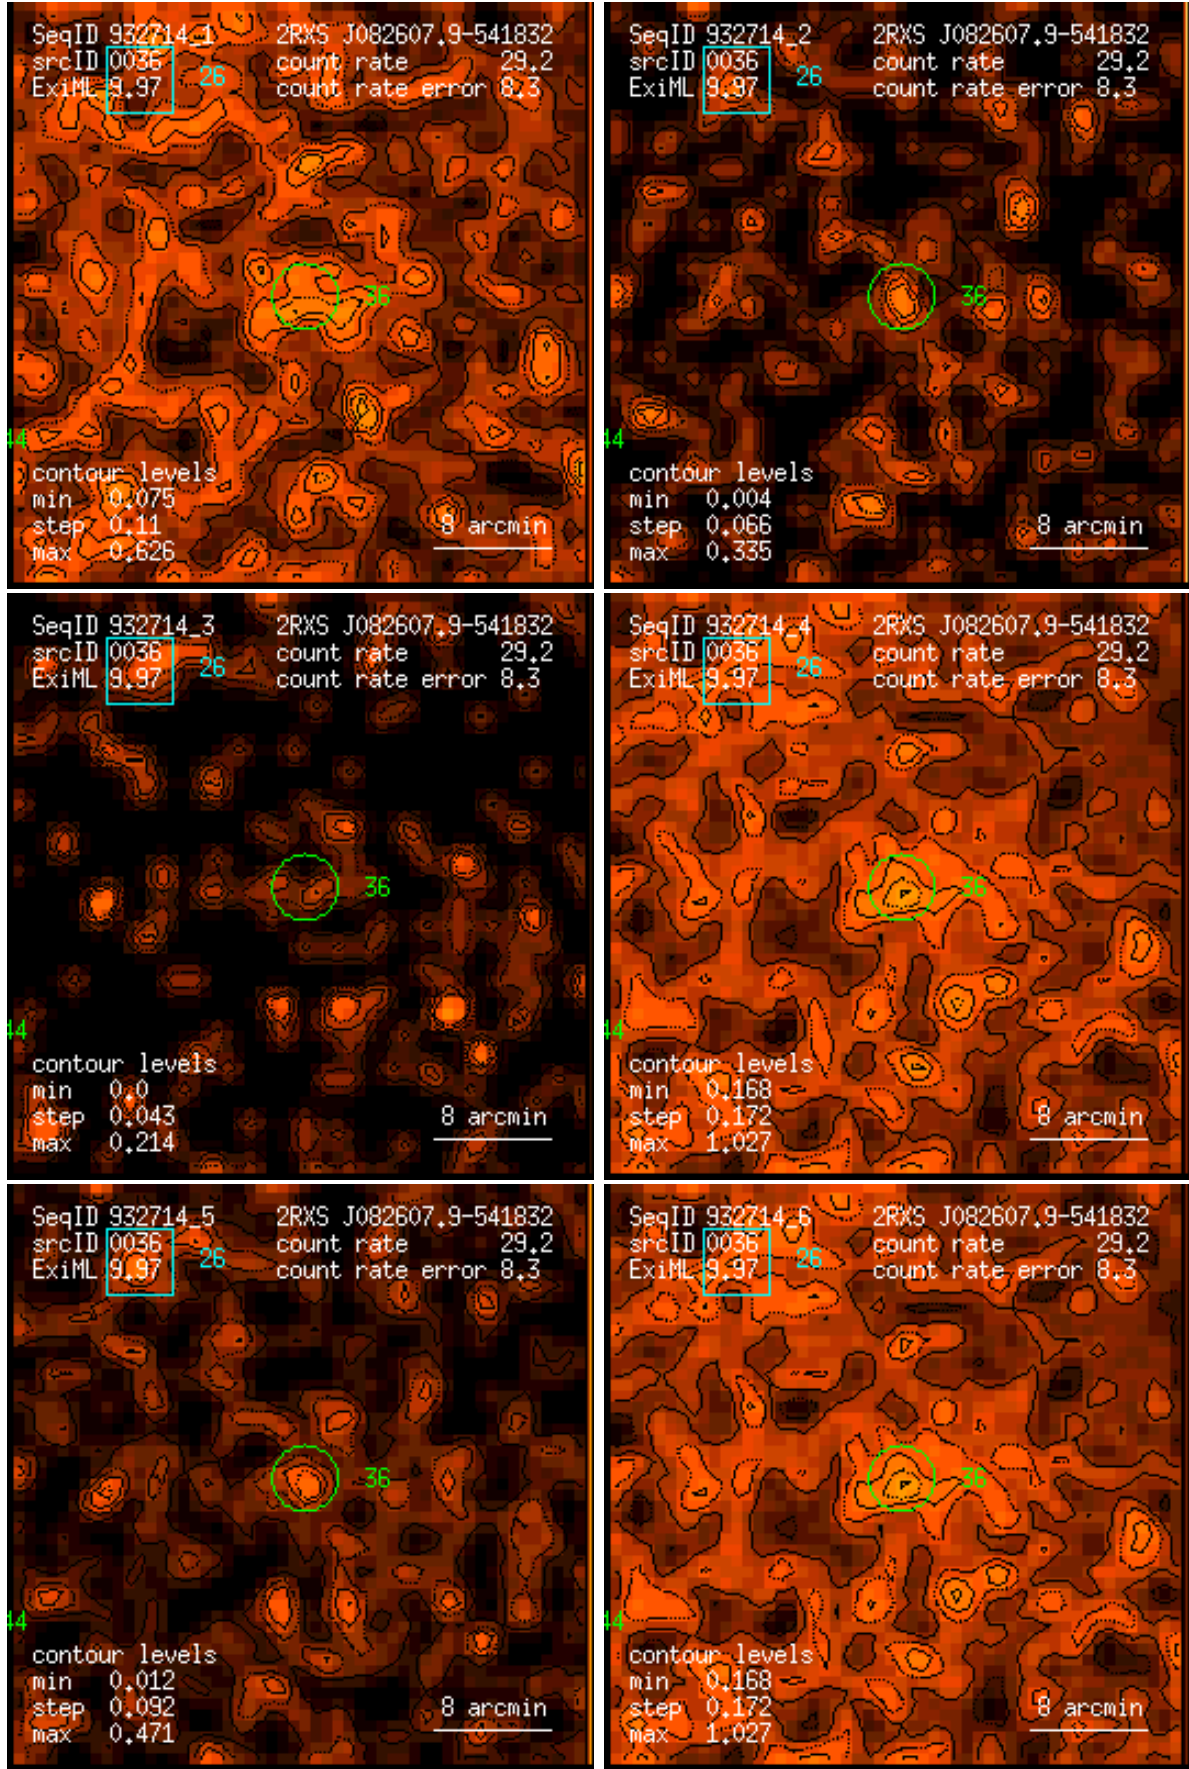 SeqID 932714_1 2RXS J082607.9-541832
srcID 0036 count rate 29.2
ExiML 9.97 26 count rate error 8.3
36
44
contour levels
min 0.075
step 0.11 8 arcmin
max 0.626
SeqID 932714_2 2RXS J082607.9-541832
srcID 0036 count rate 29.2
ExiML 9.97 26 count rate error 8.3
36
44
contour levels
min 0.004
step 0.066 8 arcmin
max 0.335
SeqID 932714_3 2RXS J082607.9-541832
srcID 0036 count rate 29.2
ExiML 9.97 26 count rate error 8.3
36
44
contour levels
min 0.0
step 0.043 8 arcmin
max 0.214
SeqID 932714_4 2RXS J082607.9-541832
srcID 0036 count rate 29.2
ExiML 9.97 26 count rate error 8.3
36
44
contour levels
min 0.168
step 0.172 8 arcmin
max 1.027
SeqID 932714_5 2RXS J082607.9-541832
srcID 0036 count rate 29.2
ExiML 9.97 26 count rate error 8.3
36
44
contour levels
min 0.012
step 0.092 8 arcmin
max 0.471
SeqID 932714_6 2RXS J082607.9-541832
srcID 0036 count rate 29.2
ExiML 9.97 26 count rate error 8.3
36
44
contour levels
min 0.168
step 0.172 8 arcmin
max 1.027